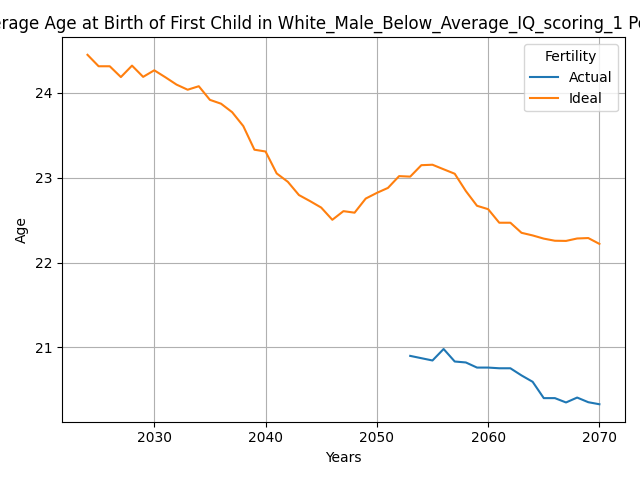 erage Age at Birth of First Child in White_Male_Below_Average_IQ_scoring_1 Po
Fertility
Actual
Ideal
24
23
22
21
Age
2030 2040 2050 2060 2070
Years